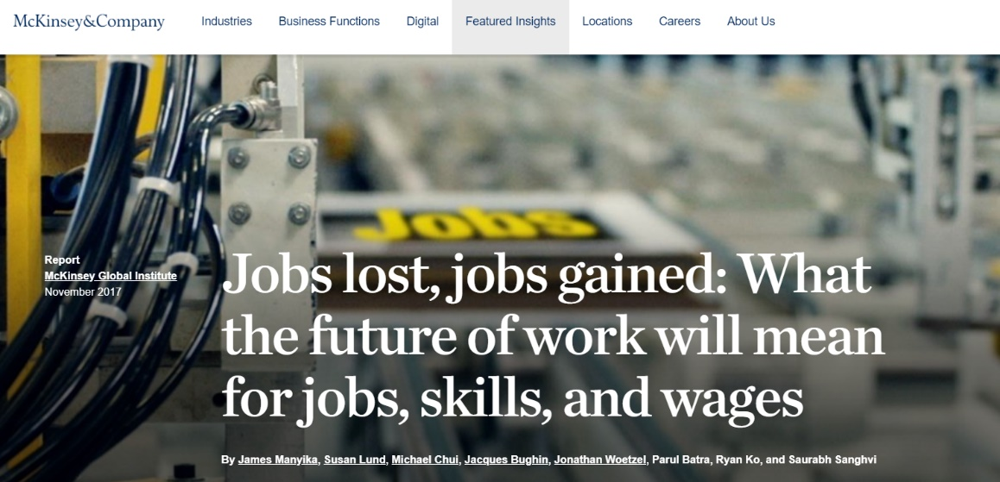 McKinsey&Company Industries Business Functions Digital Featured Insights Locations Careers About Us
Jobs
Report
McKinsey Global Institute
November 2017
Jobs lost, jobs gained: What
the future of work will mean
for jobs, skills, and wages
By James Manyika, Susan Lund, Michael Chui, Jacques Bughin, Jonathan Woetzel, Parul Batra, Ryan Ko, and Saurabh Sanghvi